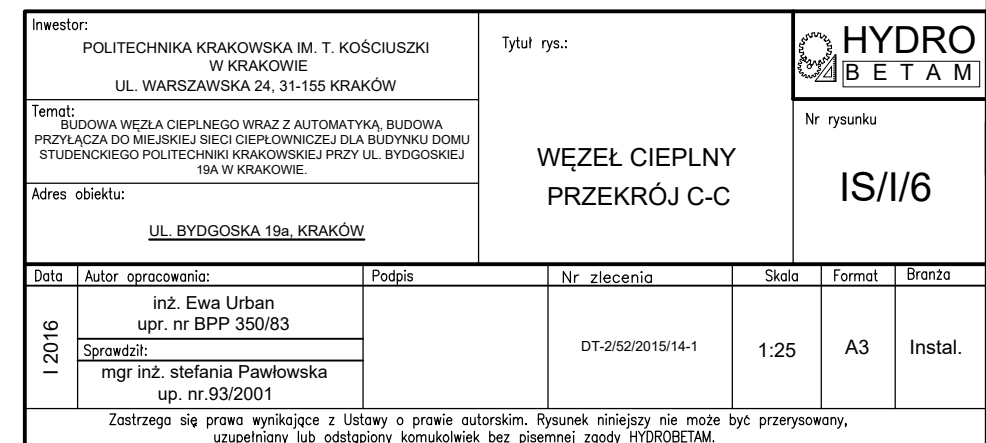 Inwestor:
POLITECHNIKA KRAKOWSKA IM. T. KOŚCIUSZKI
W KRAKOWIE
UL. WARSZAWSKA 24, 31-155 KRAKÓW
Temat:
BUDOWA WĘZŁA CIEPLNEGO WRAZ Z AUTOMATYKĄ, BUDOWA
PRZYŁĄCZA DO MIEJSKIEJ SIECI CIEPŁOWNICZEJ DLA BUDYNKU DOMU
STUDENCKIEGO POLITECHNIKI KRAKOWSKIEJ PRZY UL. BYDGOSKIEJ
19A W KRAKOWIE.
Adres obiektu:
UL. BYDGOSKA 19a, KRAKÓW
Tytuł rys.:
WĘZEŁ CIEPLNY
PRZEKRÓJ C-C
HYDRO
BETAM
Nr rysunku
IS/I/6
Data Autor opracowania: Podpis Nr zlecenia Skala Format Branża
I 2016
inż. Ewa Urban
upr. nr BPP 350/83
Sprawdził:
mgr inż. stefania Pawłowska
up. nr.93/2001
DT-2/52/2015/14-1 1:25 A3 Instal.
Zastrzega się prawa wynikające z Ustawy o prawie autorskim. Rysunek niniejszy nie może być przerysowany,
uzupełniany lub odstąpiony komukolwiek bez pisemnej zgody HYDROBETAM.